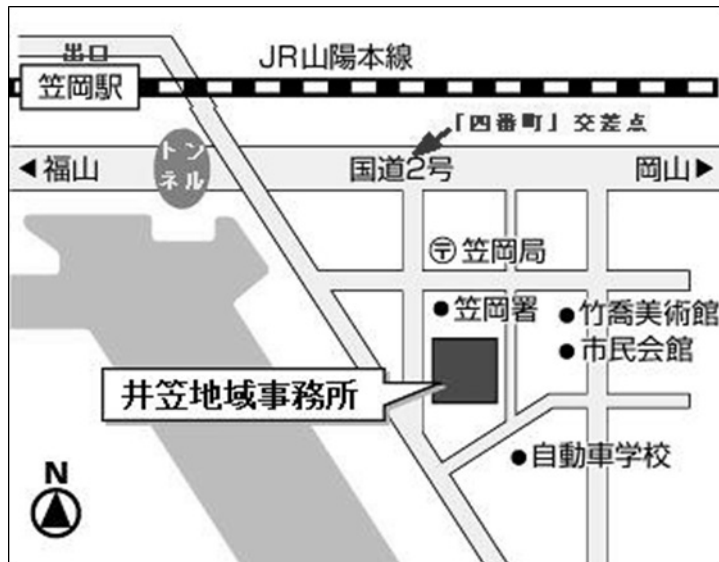 出口
JR山陽本線
笠岡駅
「四番町」交差点
◀福山
トン
ネル
国道2号
岡山▶
〒笠岡局
●笠岡署
●竹喬美術館
●市民会館
井笠地域事務所
●自動車学校
N